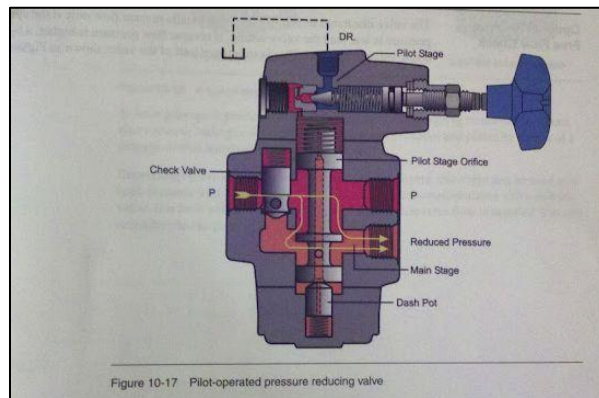 DR.
Pilot Stage
Pilot Stage Orifice
Check Valve
P
P
Reduced Pressure
Main Stage
Dash Pot
Figure 10-17 Pilot-operated pressure reducing valve